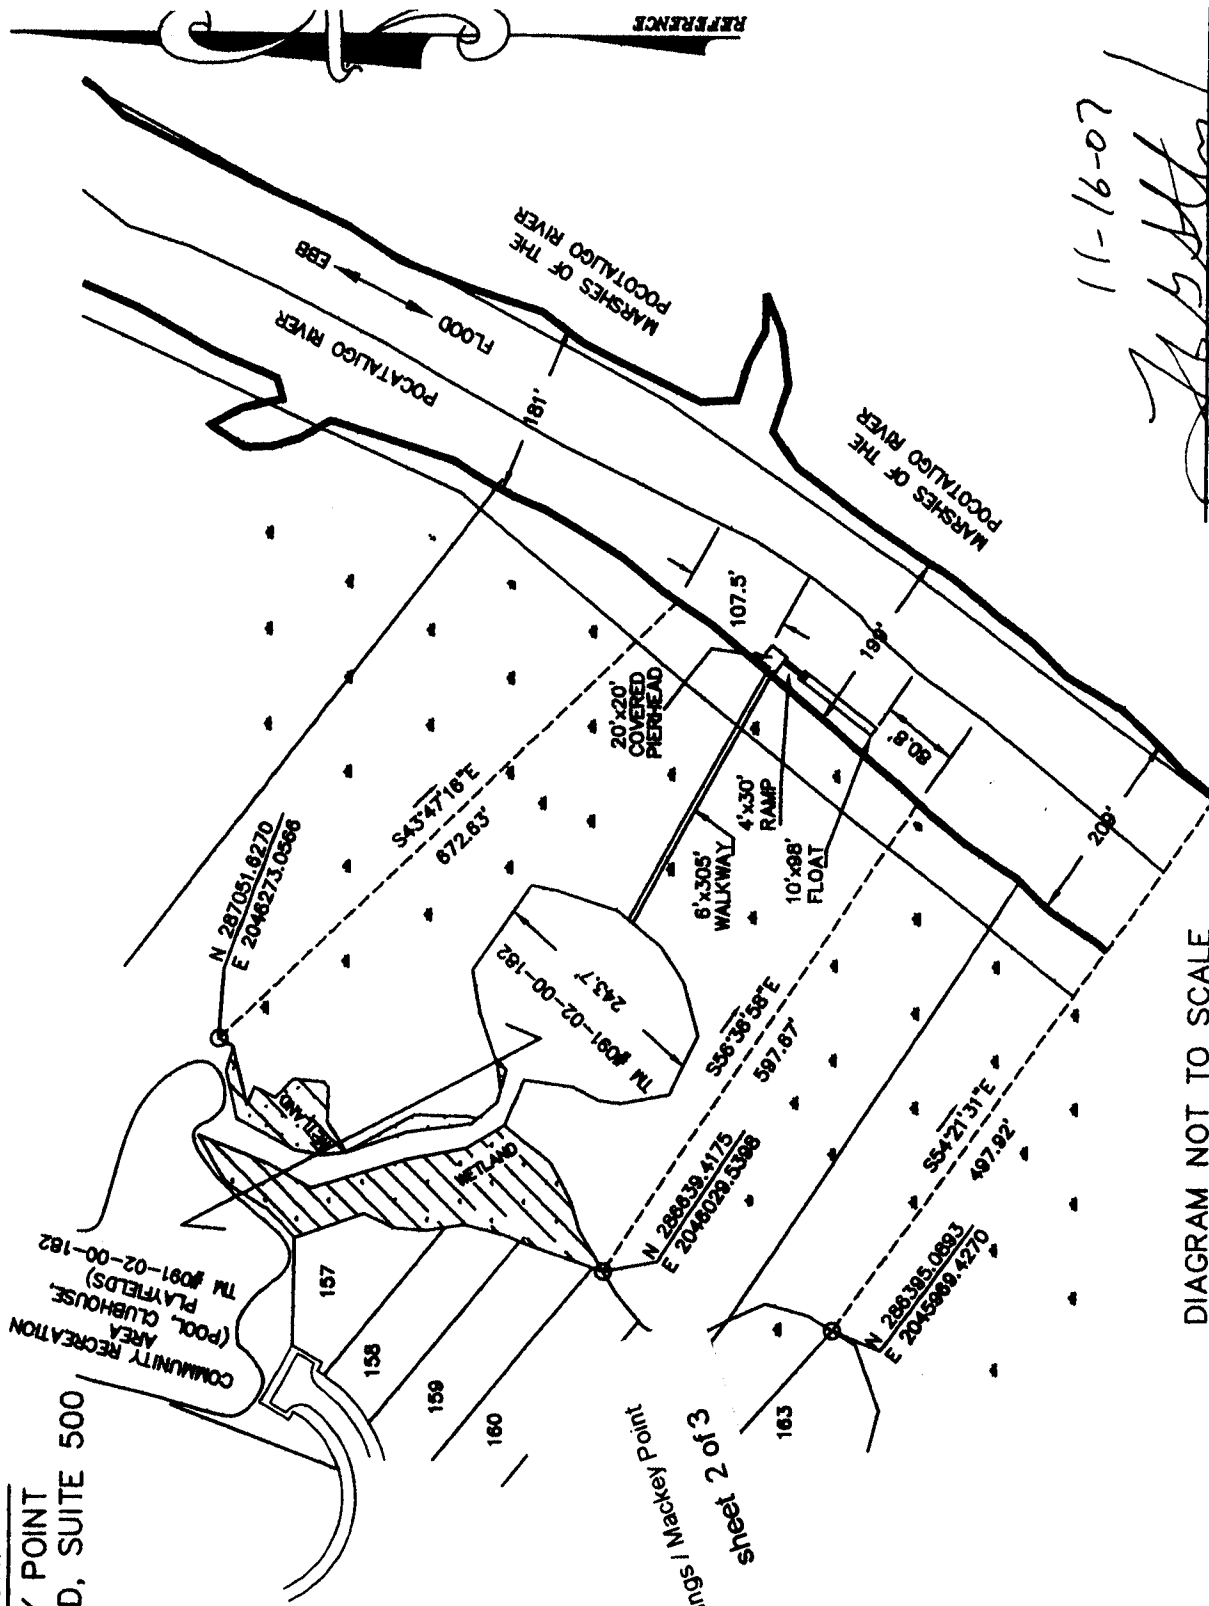 REFERENCE
11-16-07
EBB
FLOOD
POCATALIGO RIVER
MARSHES OF THE
POCOTALIGO RIVER
MARSHES OF THE
POCOTALIGO RIVER
181'
107.5'
199'
80.8'
209'
20'x20'
COVERED
PIERHEAD
4'x30'
RAMP
6'x305'
WALKWAY
10'x98'
FLOAT
N 287051.6270
E 2046273.0566
S43°47'16"E
672.63'
TM #091-02-00-182
243.7'
S56°36'58"E
597.67'
N 286639.4175
E 2046029.5398
S54°21'31"E
497.92'
N 286395.0693
E 2045969.4270
WETLAND
WETLAND
COMMUNITY RECREATION
AREA
(POOL, CLUBHOUSE,
PLAYFIELDS)
TM #091-02-00-182
157
158
159
160
163
Y POINT
D, SUITE 500
ngs / Mackey Point
sheet 2 of 3
DIAGRAM NOT TO SCALE